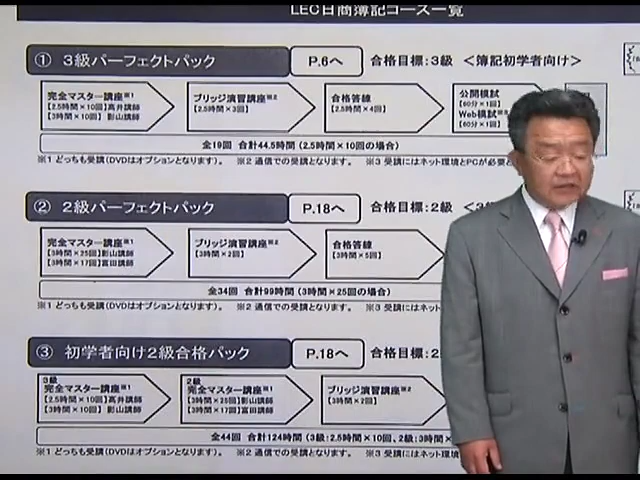 LEC日商簿記コース一覧
① 3級パーフェクトパック P.6へ 合格目標：3級 ＜簿記初学者向け＞
完全マスター講座※1 ブリッジ演習講座※2 合格答練 公開模試
【2.5時間×10回】高井講師 【2.5時間×3回】 【2.5時間×4回】 【60分×1回】
【3時間×10回】 影山講師 Web模試※3
【60分×1回】
全19回 合計44.5時間（2.5時間×10回の場合）
※1 どっちも受講（DVDはオプションとなります）。 ※2 通信での受講となります。 ※3 受講にはネット環境とPCが必要
② 2級パーフェクトパック P.18へ 合格目標：2級
完全マスター講座※1 ブリッジ演習講座※2 合格答練
【3時間×25回】影山講師 【3時間×2回】 【3時間×5回】
【3時間×17回】富田講師
全34回 合計99時間（3時間×25回の場合）
※1 どっちも受講（DVDはオプションとなります）。 ※2 通信での受講となります。 ※3 受講にはネット
③ 初学者向け2級合格パック P.18へ 合格目標：2
3級 2級
完全マスター講座※1 完全マスター講座※1 ブリッジ演習講座※2
【2.5時間×10回】高井講師 【3時間×25回】影山講師 【3時間×2回】
【3時間×10回】 影山講師 【3時間×17回】富田講師
全44回 合計124時間（3級：2.5時間×10回、2級：3時間×
※1 どっちも受講（DVDはオプションとなります）。 ※2 通信での受講となります。 ※3 受講にはネット環